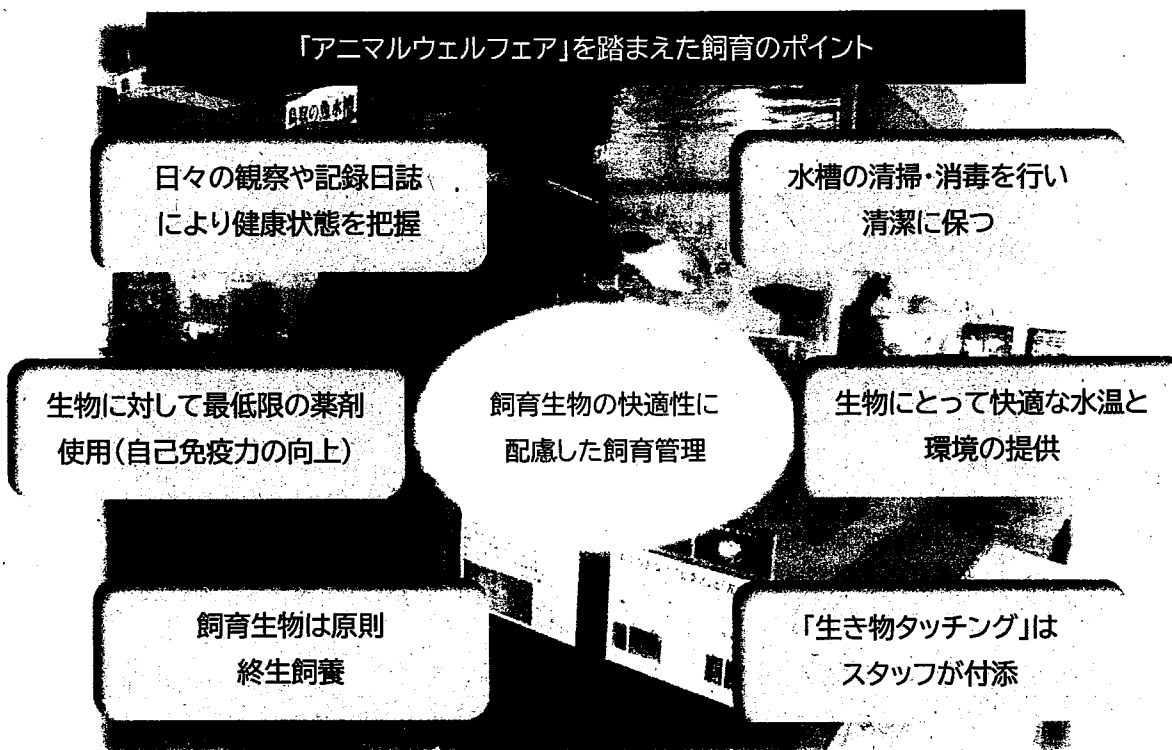 「アニマルウェルフェア」を踏まえた飼育のポイント
日々の観察や記録日誌
により健康状態を把握
水槽の清掃・消毒を行い
清潔に保つ
生物に対して最低限の薬剤
使用(自己免疫力の向上)
飼育生物の快適性に
配慮した飼育管理
生物にとって快適な水温と
環境の提供
飼育生物は原則
終生飼養
「生き物タッチング」は
スタッフが付添